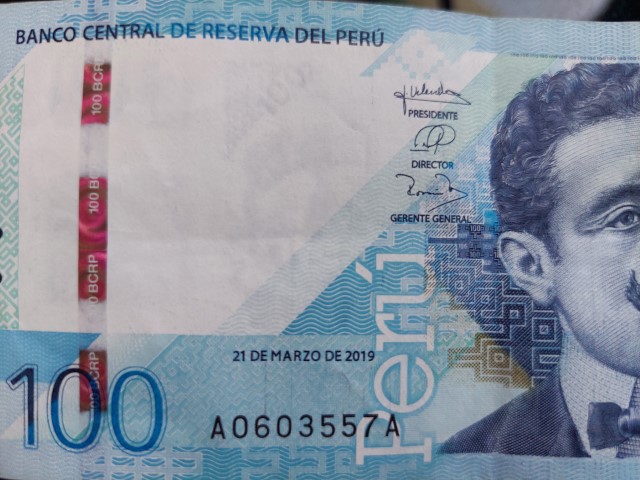 BANCO CENTRAL DE RESERVA DEL PERÚ
100 BCRP 100 BCRP 100 BCRP 100 BCRP
PRESIDENTE
DIRECTOR
GERENTE GENERAL
21 DE MARZO DE 2019
Perú
100
A0603557A